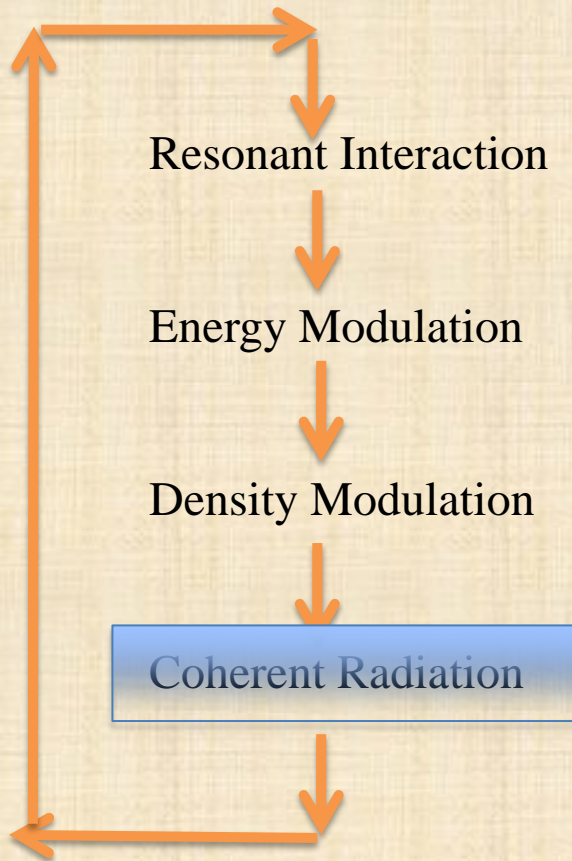 Resonant Interaction
Energy Modulation
Density Modulation
Coherent Radiation